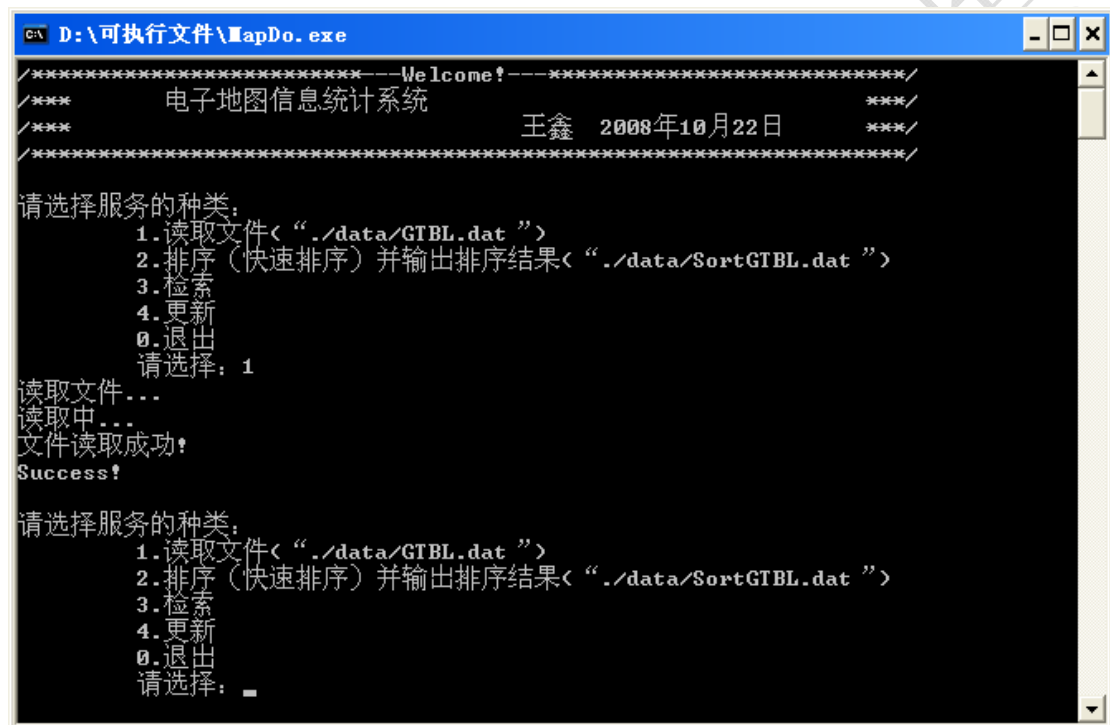 D:\可执行文件\MapDo.exe
/*************************---Welcome!---***************************/
/*** 电子地图信息统计系统 ***/
/*** 王鑫 2008年10月22日 ***/
/******************************************************************/
请选择服务的种类:
1.读取文件(“./data/GTBL.dat ”)
2.排序（快速排序）并输出排序结果(“./data/SortGTBL.dat ”)
3.检索
4.更新
0.退出
请选择: 1
读取文件...
读取中...
文件读取成功!
Success!
请选择服务的种类:
1.读取文件(“./data/GTBL.dat ”)
2.排序（快速排序）并输出排序结果(“./data/SortGTBL.dat ”)
3.检索
4.更新
0.退出
请选择: _